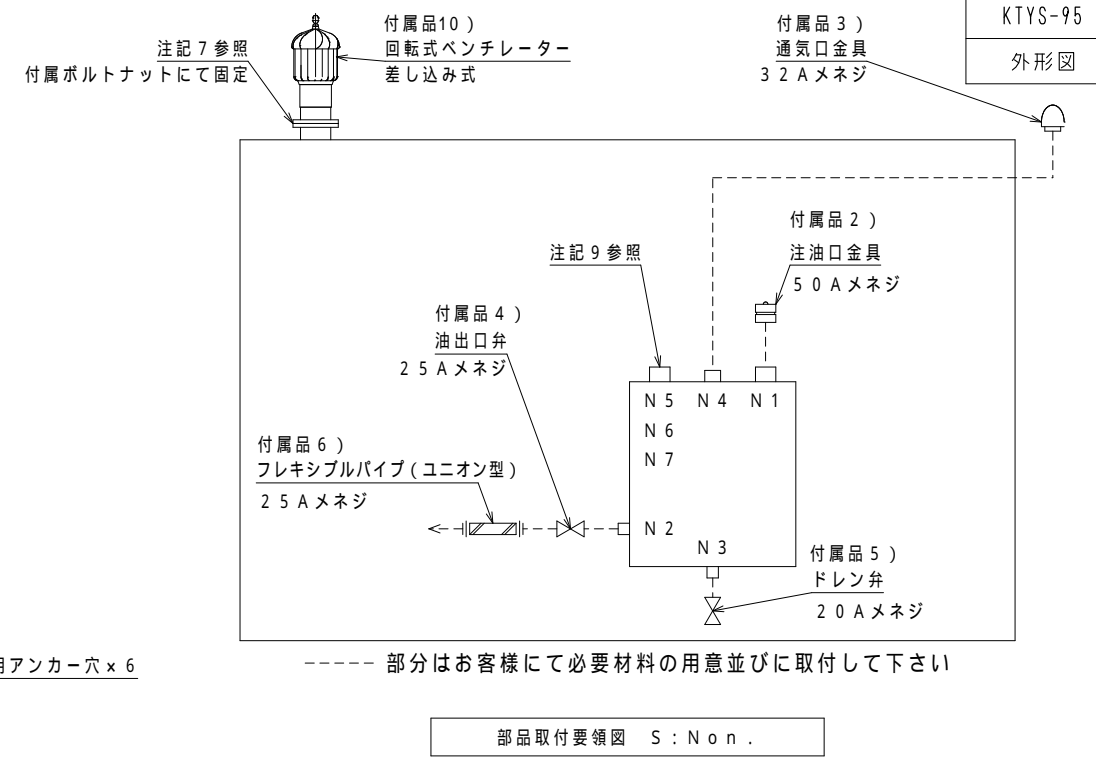 KTYS-95
外形図
付属品10）
回転式ベンチレーター
差し込み式
注記７参照
付属ボルトナットにて固定
付属品３）
通気口金具
３２Ａメネジ
付属品２）
注油口金具
５０Ａメネジ
注記９参照
付属品４）
油出口弁
２５Ａメネジ
Ｎ５ Ｎ４ Ｎ１
Ｎ６
Ｎ７
付属品６）
フレキシブルパイプ（ユニオン型）
２５Ａメネジ
Ｎ２
Ｎ３
付属品５）
ドレン弁
２０Ａメネジ
用アンカー穴×６
----- 部分はお客様にて必要材料の用意並びに取付して下さい
部品取付要領図 Ｓ：Ｎｏｎ．